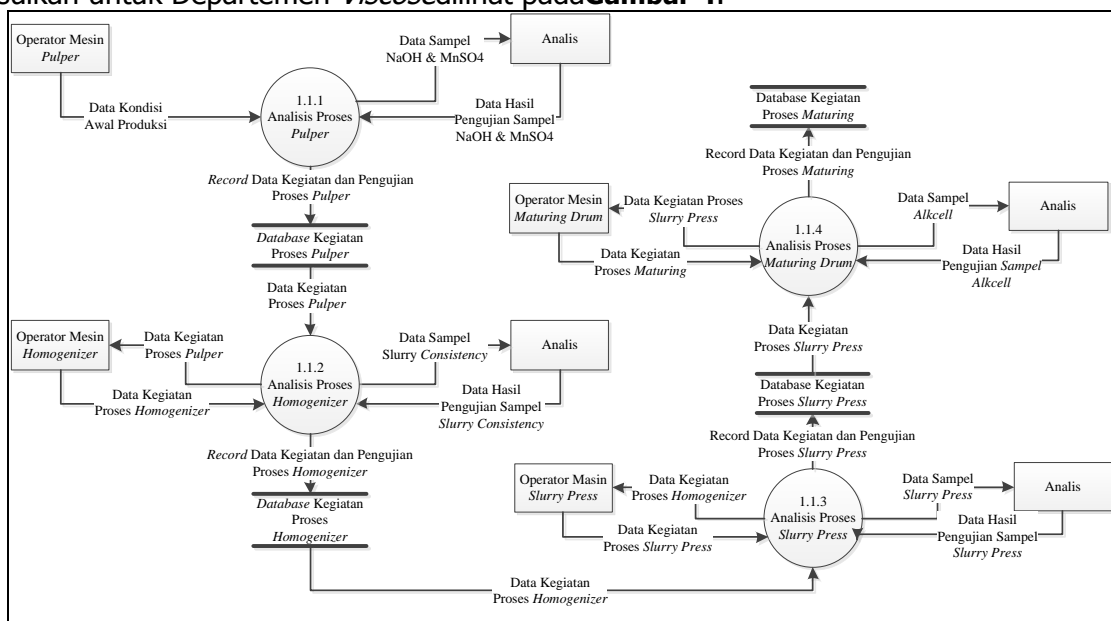 Operator Mesin
Pulper
Data Kondisi
Awal Produksi
1.1.1
Analisis Proses
Pulper
Data Sampel
NaOH & MnSO4
Analis
Data Hasil
Pengujian Sampel
NaOH & MnSO4
Record Data Kegiatan dan Pengujian
Proses Pulper
Database Kegiatan
Proses Pulper
Data Kegiatan
Proses Pulper
Operator Mesin
Homogenizer
Data Kegiatan
Proses Pulper
Data Kegiatan
Proses Homogenizer
1.1.2
Analisis Proses
Homogenizer
Data Sampel
Slurry Consistency
Analis
Data Hasil
Pengujian Sampel
Slurry Consistency
Record Data Kegiatan dan Pengujian
Proses Homogenizer
Database Kegiatan
Proses
Homogenizer
Data Kegiatan
Proses Homogenizer
Database Kegiatan
Proses Maturing
Record Data Kegiatan dan Pengujian
Proses Maturing
Operator Mesin
Maturing Drum
Data Kegiatan Proses
Slurry Press
Data Kegiatan
Proses Maturing
1.1.4
Analisis Proses
Maturing Drum
Data Sampel
Alkcell
Analis
Data Hasil
Pengujian Sampel
Alkcell
Data Kegiatan
Proses Slurry Press
Database Kegiatan
Proses Slurry Press
Record Data Kegiatan dan Pengujian
Proses Slurry Press
Operator Masin
Slurry Press
Data Kegiatan
Proses Homogenizer
Data Kegiatan
Proses Slurry Press
1.1.3
Analisis Proses
Slurry Press
Data Sampel
Slurry Press
Analis
Data Hasil
Pengujian Sampel
Slurry Press